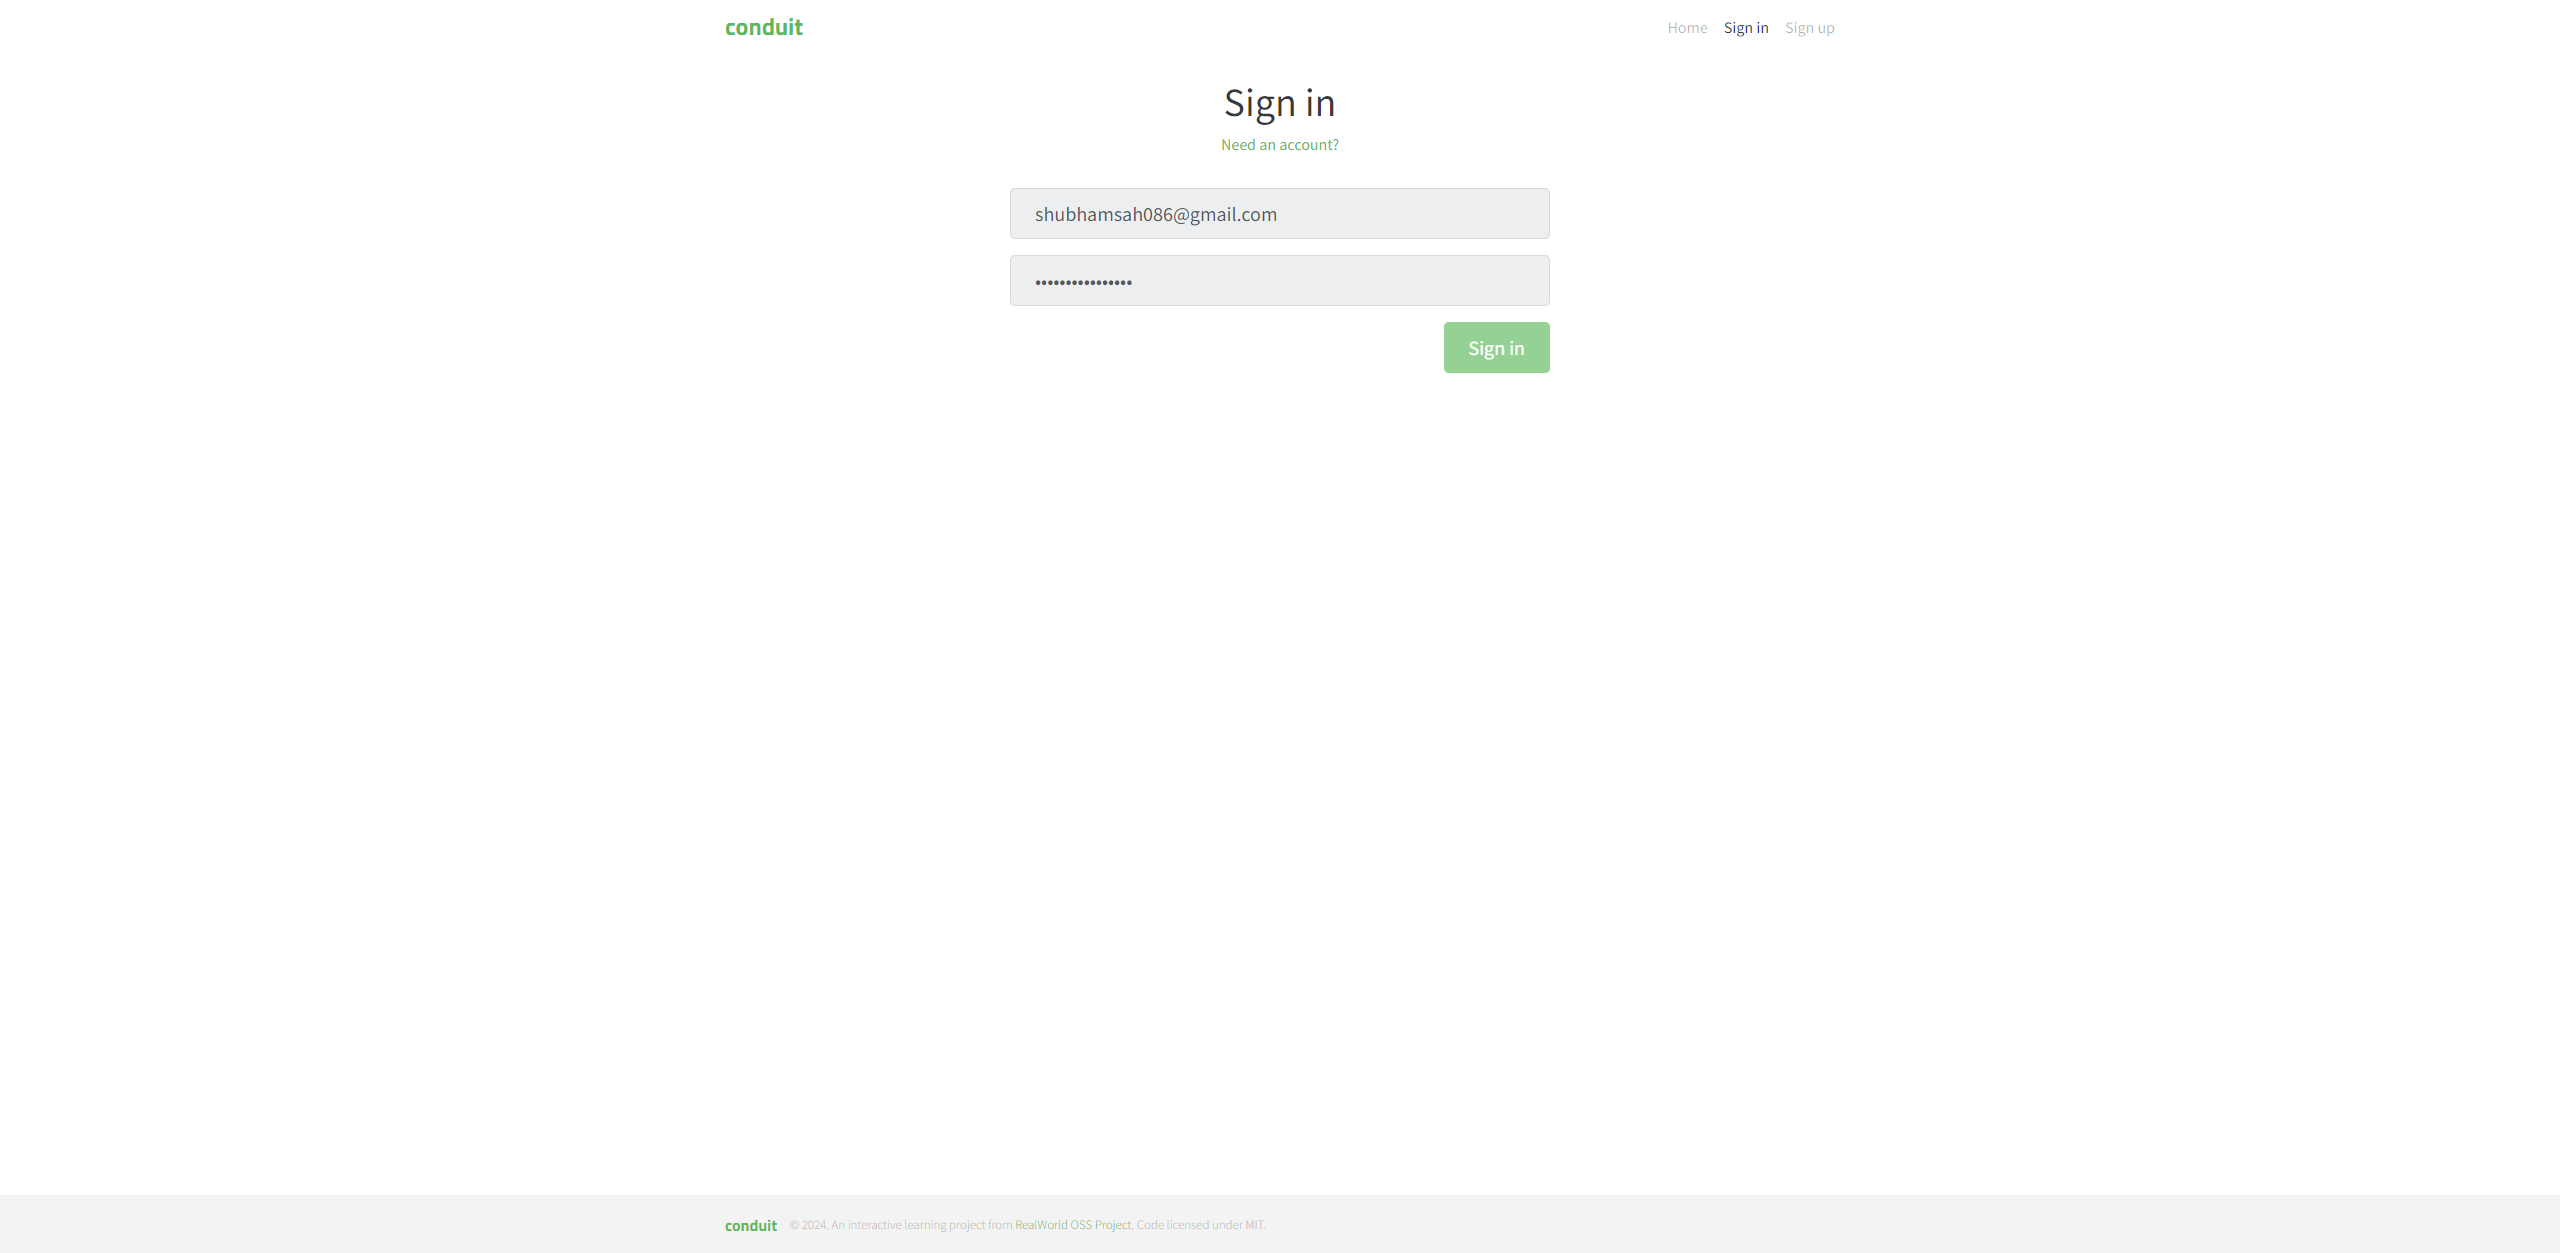 conduit
Home Sign in Sign up
Sign in
Need an account?
shubhamsah086@gmail.com
••••••••••••••••
Sign in
conduit © 2024. An interactive learning project from RealWorld OSS Project. Code licensed under MIT.